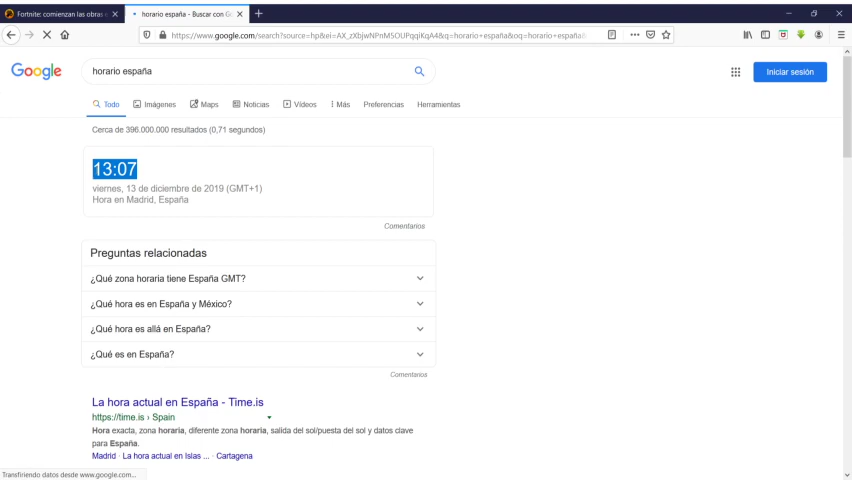 Fortnite: comienzan las obras
horario españa - Buscar con Go
https://www.google.com/search?source=hp&ei=AX_zXbjwNPnM5OUPqqiKqA4&q=horario+españa&oq=horario+españa&
Google
horario españa
Iniciar sesión
Todo Imágenes Maps Noticias Vídeos Más Preferencias Herramientas
Cerca de 396.000.000 resultados (0,71 segundos)
13:07
viernes, 13 de diciembre de 2019 (GMT+1)
Hora en Madrid, España
Comentarios
Preguntas relacionadas
¿Qué zona horaria tiene España GMT?
¿Qué hora es en España y México?
¿Qué hora es allá en España?
¿Qué es en España?
Comentarios
La hora actual en España - Time.is
https://time.is › Spain
Hora exacta, zona horaria, diferente zona horaria, salida del sol/puesta del sol y datos clave
para España.
Madrid · La hora actual en Islas ... · Cartagena
Transfiriendo datos desde www.google.com...